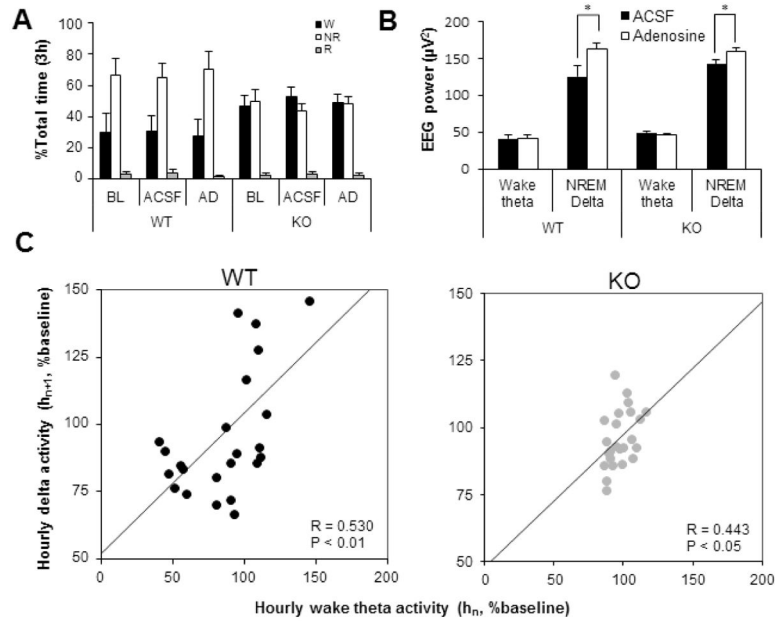 A
%Total time (3h)
100
80
60
40
20
0
W
NR
R
BL ACSF AD BL ACSF AD
WT KO
B
EEG power (μV²)
200
150
100
50
0
* *
ACSF
Adenosine
Wake theta NREM Delta Wake theta NREM Delta
WT KO
C
WT
Hourly delta activity (hn+1, %baseline)
150
125
100
75
50
0 50 100 150 200
R = 0.530
P < 0.01
KO
150
125
100
75
50
0 50 100 150 200
R = 0.443
P < 0.05
Hourly wake theta activity (hn, %baseline)